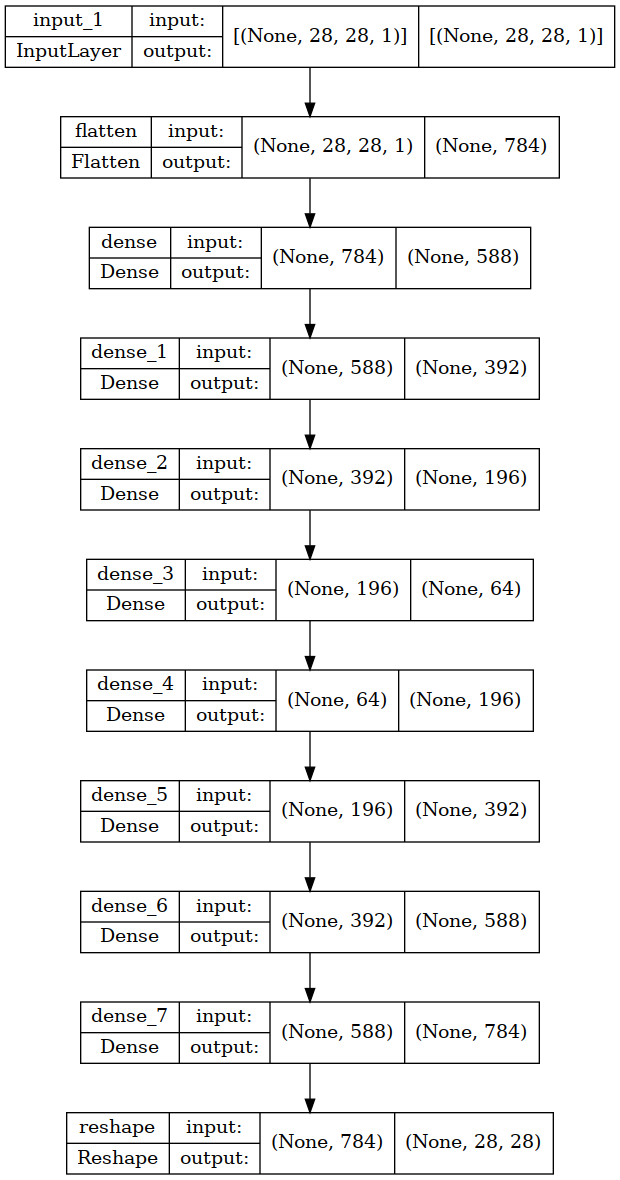 input_1 input: [(None, 28, 28, 1)] [(None, 28, 28, 1)]
InputLayer output:
flatten input: (None, 28, 28, 1) (None, 784)
Flatten output:
dense input: (None, 784) (None, 588)
Dense output:
dense_1 input: (None, 588) (None, 392)
Dense output:
dense_2 input: (None, 392) (None, 196)
Dense output:
dense_3 input: (None, 196) (None, 64)
Dense output:
dense_4 input: (None, 64) (None, 196)
Dense output:
dense_5 input: (None, 196) (None, 392)
Dense output:
dense_6 input: (None, 392) (None, 588)
Dense output:
dense_7 input: (None, 588) (None, 784)
Dense output:
reshape input: (None, 784) (None, 28, 28)
Reshape output: